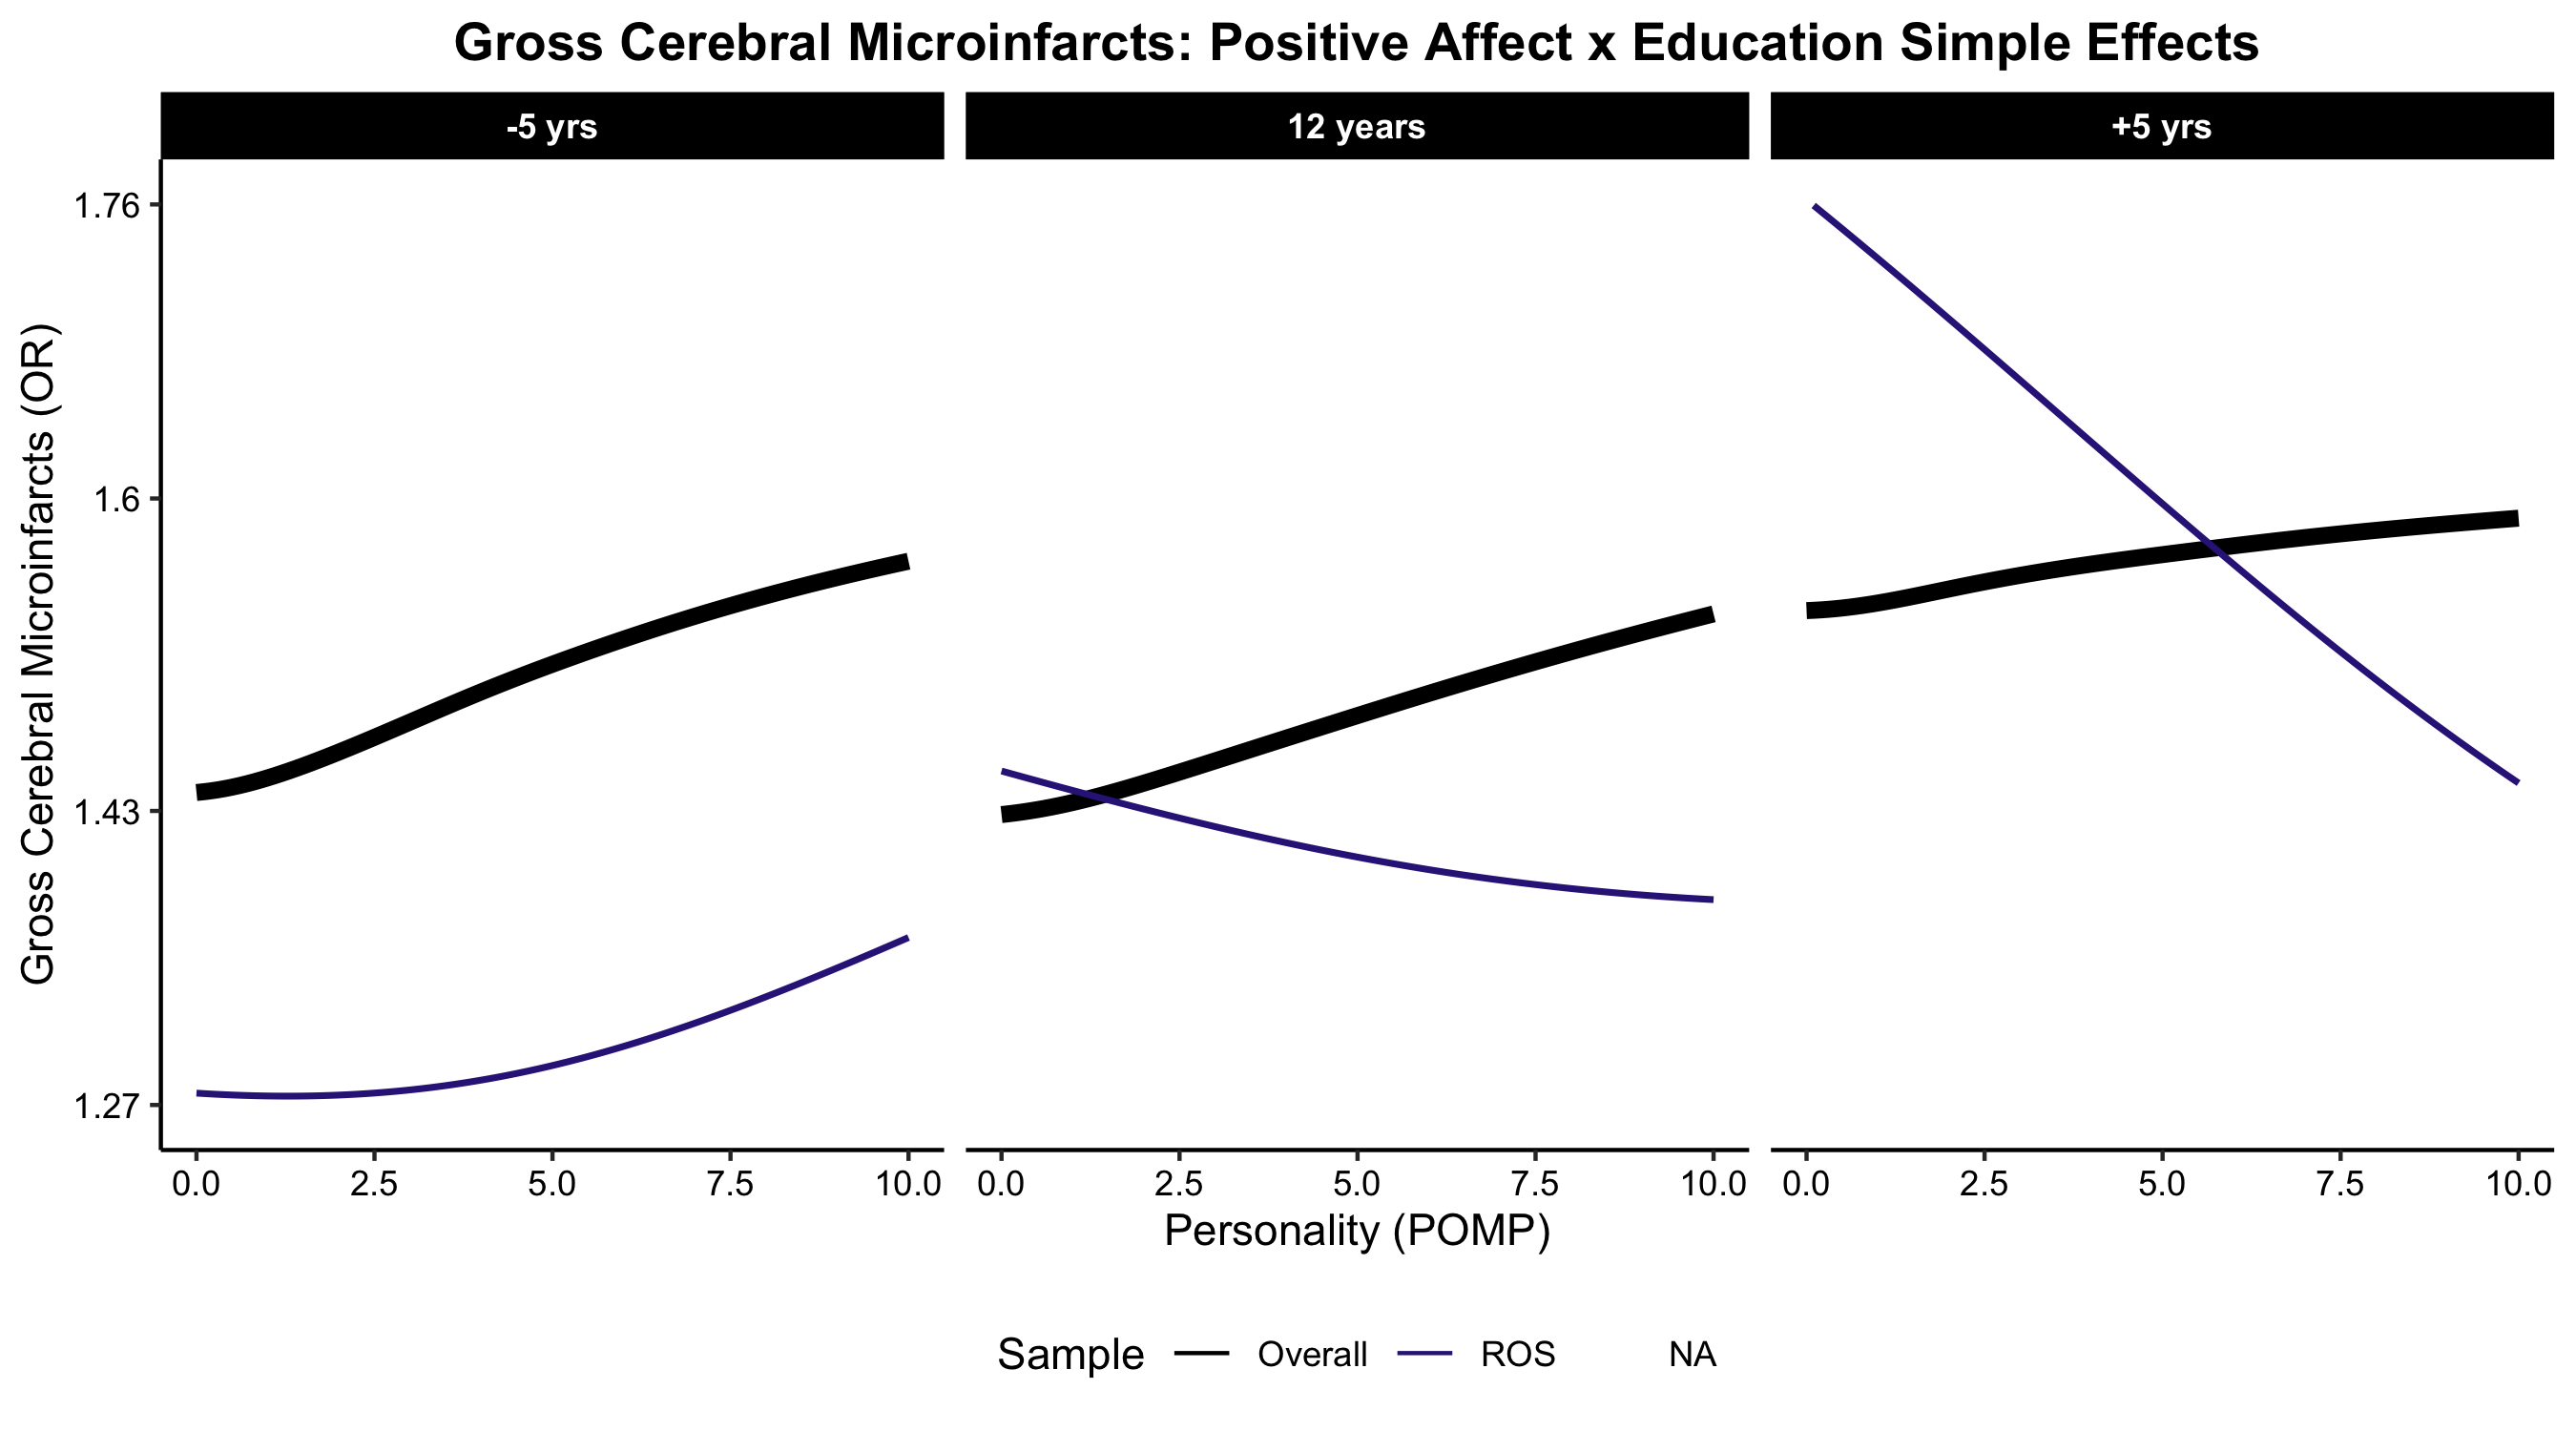 Gross Cerebral Microinfarcts: Positive Affect x Education Simple Effects
-5 yrs
12 years
+5 yrs
Gross Cerebral Microinfarcts (OR)
1.76
1.6
1.43
1.27
0.0 2.5 5.0 7.5 10.0
0.0 2.5 5.0 7.5 10.0
0.0 2.5 5.0 7.5 10.0
Personality (POMP)
Sample Overall ROS NA